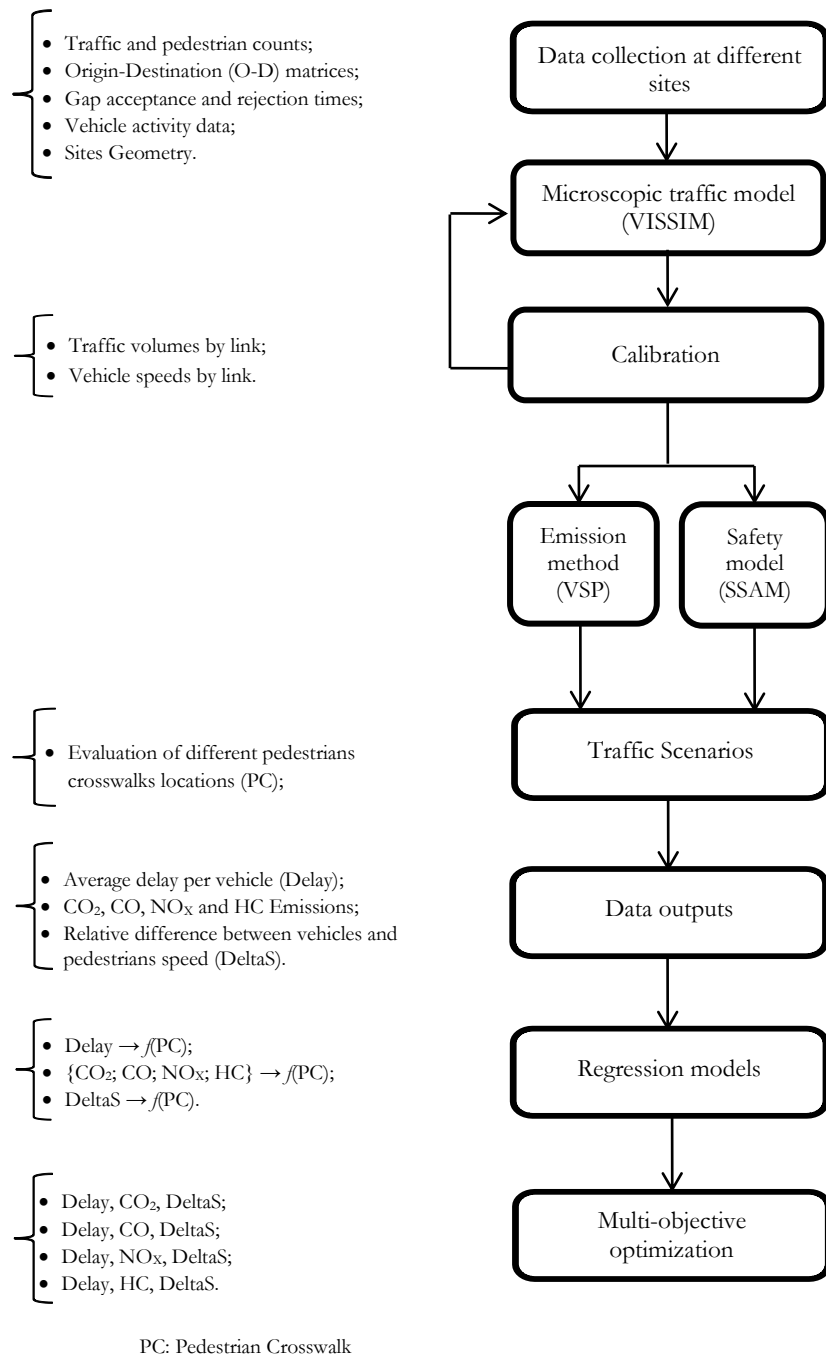 • Traffic and pedestrian counts;
• Origin-Destination (O-D) matrices;
• Gap acceptance and rejection times;
• Vehicle activity data;
• Sites Geometry.
Data collection at different
sites
Microscopic traffic model
(VISSIM)
• Traffic volumes by link;
• Vehicle speeds by link.
Calibration
Emission
method
(VSP)
Safety
model
(SSAM)
• Evaluation of different pedestrians
crosswalks locations (PC);
Traffic Scenarios
• Average delay per vehicle (Delay);
• CO₂, CO, NOₓ and HC Emissions;
• Relative difference between vehicles and
pedestrians speed (DeltaS).
Data outputs
• Delay → f(PC);
• {CO₂; CO; NOₓ; HC} → f(PC);
• DeltaS → f(PC).
Regression models
• Delay, CO₂, DeltaS;
• Delay, CO, DeltaS;
• Delay, NOₓ, DeltaS;
• Delay, HC, DeltaS.
Multi-objective
optimization
PC: Pedestrian Crosswalk